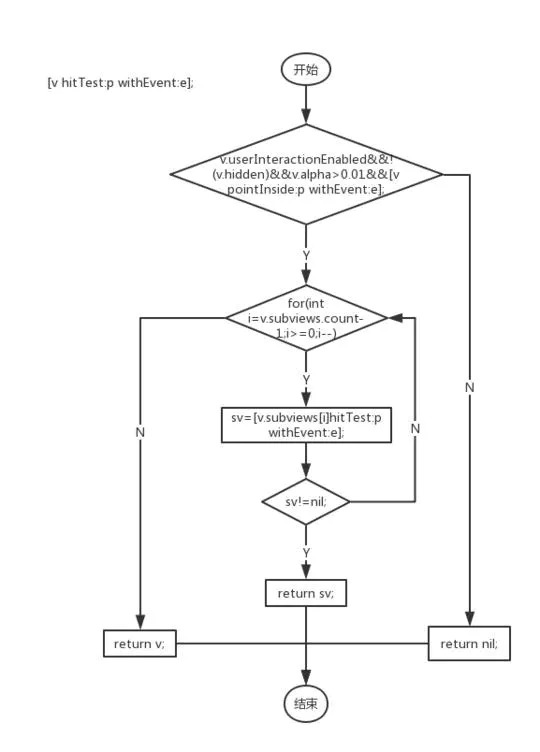 开始
[v hitTest:p withEvent:e];
v.userInteractionEnabled&&!
(v.hidden)&&v.alpha>0.01&&[v
pointInside:p withEvent:e];
Y
for(int
i=v.subviews.count-
1;i>=0;i--)
Y
N
N
sv=[v.subviews[i]hitTest:p
withEvent:e];
N
sv!=nil;
Y
return sv;
return v;
return nil;
结束